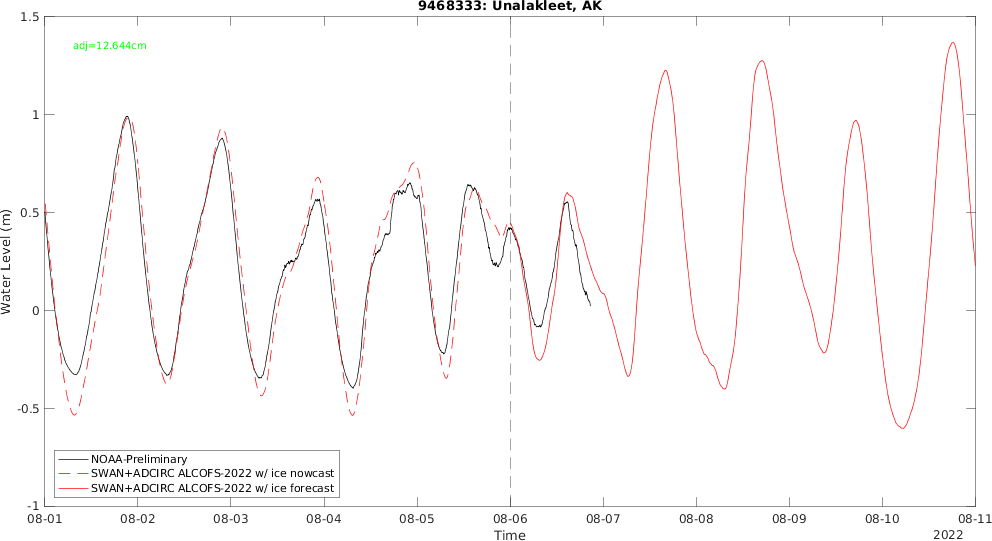 9468333: Unalakleet, AK
adj=12.644cm
Water Level (m)
1.5
1
0.5
0
-0.5
-1
NOAA-Preliminary
SWAN+ADCIRC ALCOFS-2022 w/ ice nowcast
SWAN+ADCIRC ALCOFS-2022 w/ ice forecast
08-01 08-02 08-03 08-04 08-05 08-06 08-07 08-08 08-09 08-10 08-11
Time
2022